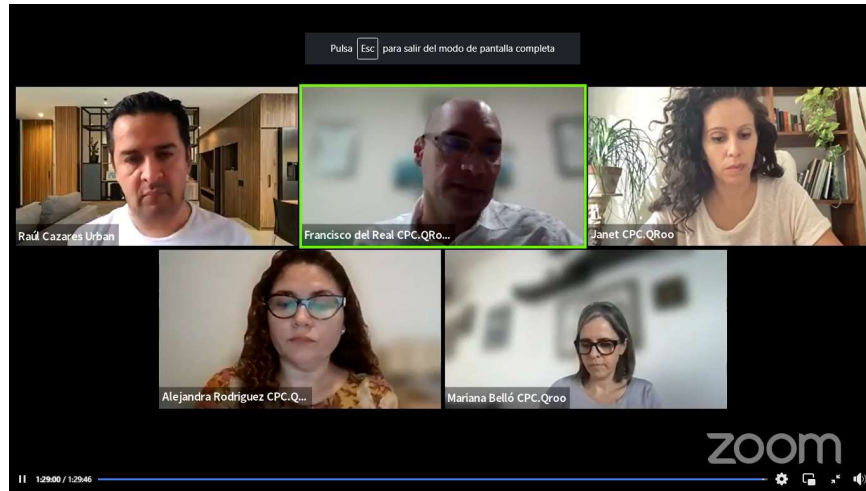 Pulsa Esc para salir del modo de pantalla completa
Raúl Cazares Urban
Francisco del Real CPC.QRo...
Janet CPC.QRoo
Alejandra Rodriguez CPC.Q...
Mariana Belló CPC.Qroo
zoom
1:29:00 / 1:29:46